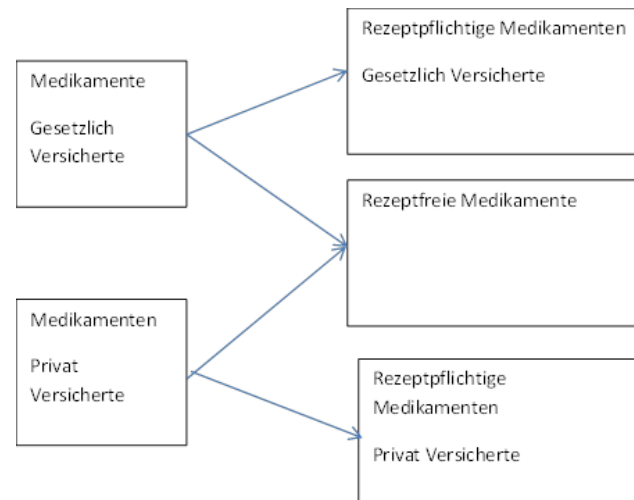 Rezeptpflichtige Medikamenten
Gesetzlich Versicherte
Medikamente
Gesetzlich
Versicherte
Rezeptfreie Medikamente
Medikamenten
Privat
Versicherte
Rezeptpflichtige
Medikamenten
Privat Versicherte